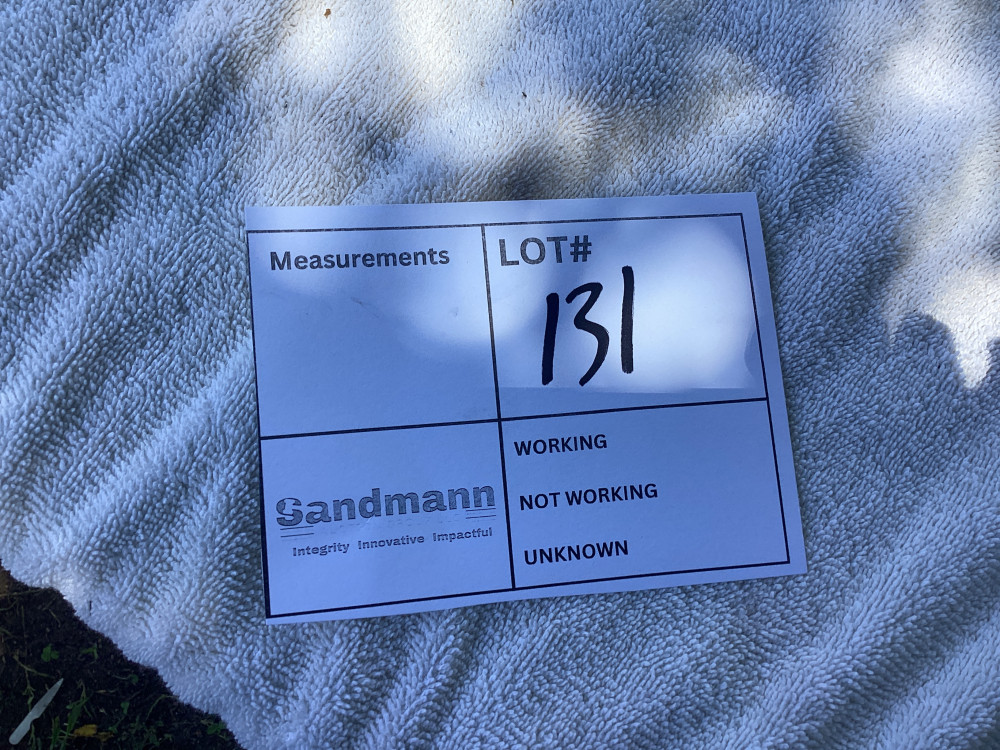 Measurements
LOT#
131
WORKING
NOT WORKING
UNKNOWN
Sandmann
Integrity Innovative Impactful